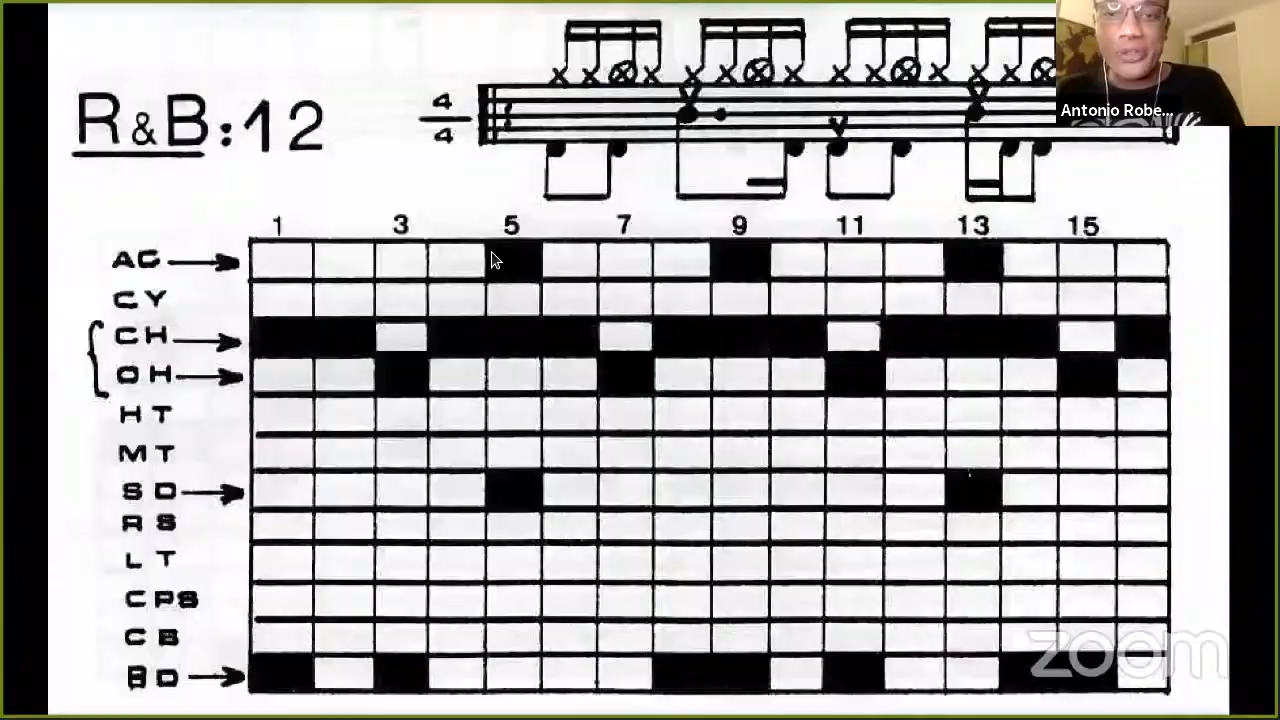 R&B:12
4
4
Antonio Robe...
1 3 5 7 9 11 13 15
AC
CY
CH
OH
HT
MT
SD
RS
LT
CPS
CB
BD
zoom